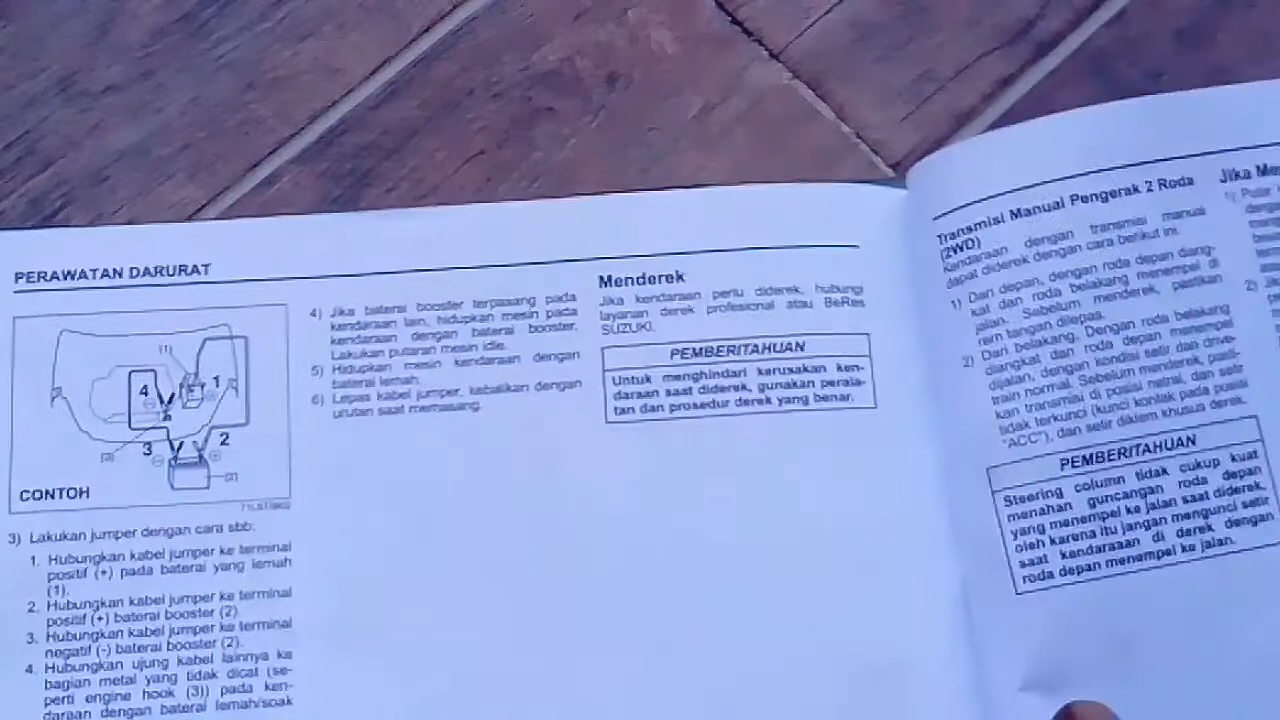 PERAWATAN DARURAT
(1)
4
1
3
2
(3)
(2)
CONTOH
3) Lakukan jumper dengan cara sbb:
1. Hubungkan kabel jumper ke terminal
positif (+) pada baterai yang lemah
(1).
2. Hubungkan kabel jumper ke terminal
positif (+) baterai booster (2).
3. Hubungkan kabel jumper ke terminal
negatif (-) baterai booster (2).
4. Hubungkan ujung kabel lainnya ke
bagian metal yang tidak dicat (se-
perti engine hook (3)) pada ken-
daraan dengan baterai lemah/soak
4) Jika baterai booster terpasang pada
kendaraan lain, hidupkan mesin pada
kendaraan dengan baterai booster.
Lakukan putaran mesin idle.
5) Hidupkan mesin kendaraan dengan
baterai lemah.
6) Lepas kabel jumper, kebalikan dengan
urutan saat memasang.
Menderek
Jika kendaraan perlu diderek, hubungi
layanan derek profesional atau BeRes
SUZUKI.
PEMBERITAHUAN
Untuk menghindari kerusakan ken-
daraan saat diderek, gunakan perala-
tan dan prosedur derek yang benar.
Transmisi Manual Pengerak 2 Roda
(2WD)
Kendaraan dengan transmisi manual
dapat diderek dengan cara berikut ini.
1) Dari depan, dengan roda depan diang-
kat dan roda belakang menempel di
jalan. Sebelum menderek, pastikan
rem tangan dilepas.
2) Dari belakang, Dengan roda belakang
diangkat dan roda depan menempel
dijalan, dengan kondisi setir dan drive-
train normal. Sebelum menderek, pasti-
kan transmisi di posisi netral, dan setir
tidak terkunci (kunci kontak pada posisi
"ACC"), dan setir diklem khusus derek.
PEMBERITAHUAN
Steering column tidak cukup kuat
menahan guncangan roda depan
yang menempel ke jalan saat diderek,
oleh karena itu jangan mengunci setir
saat kendaraaan di derek dengan
roda depan menempel ke jalan.
Jika Me
1) Putar
2)